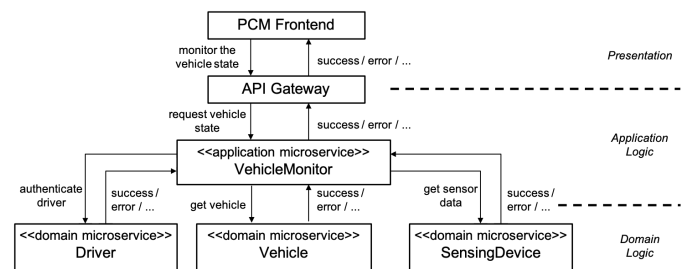 PCM Frontend
monitor the
vehicle state
success / error / ...
Presentation
API Gateway
request vehicle
state
success / error / ...
Application
Logic
<<application microservice>>
VehicleMonitor
authenticate
driver
success /
error / ...
get vehicle
success /
error / ...
get sensor
data
success /
error / ...
<<domain microservice>>
Driver
<<domain microservice>>
Vehicle
<<domain microservice>>
SensingDevice
Domain
Logic